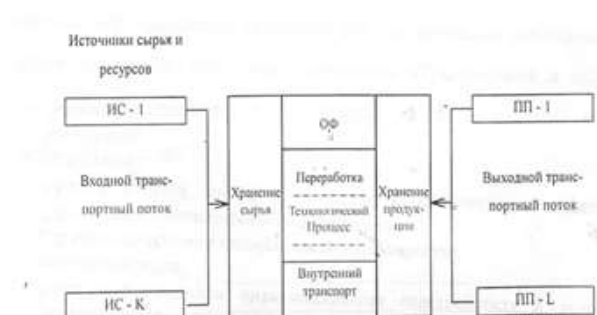 Источники сырья и
ресурсов
ИС - 1
Входной транс-
портный поток
ИС - К
Хранение
сырья
ОФ
Переработка
Технологический
Процесс
Внутренний
транспорт
Хранение
продук-
ции
ПП - 1
Выходной транс-
портный поток
ПП - L